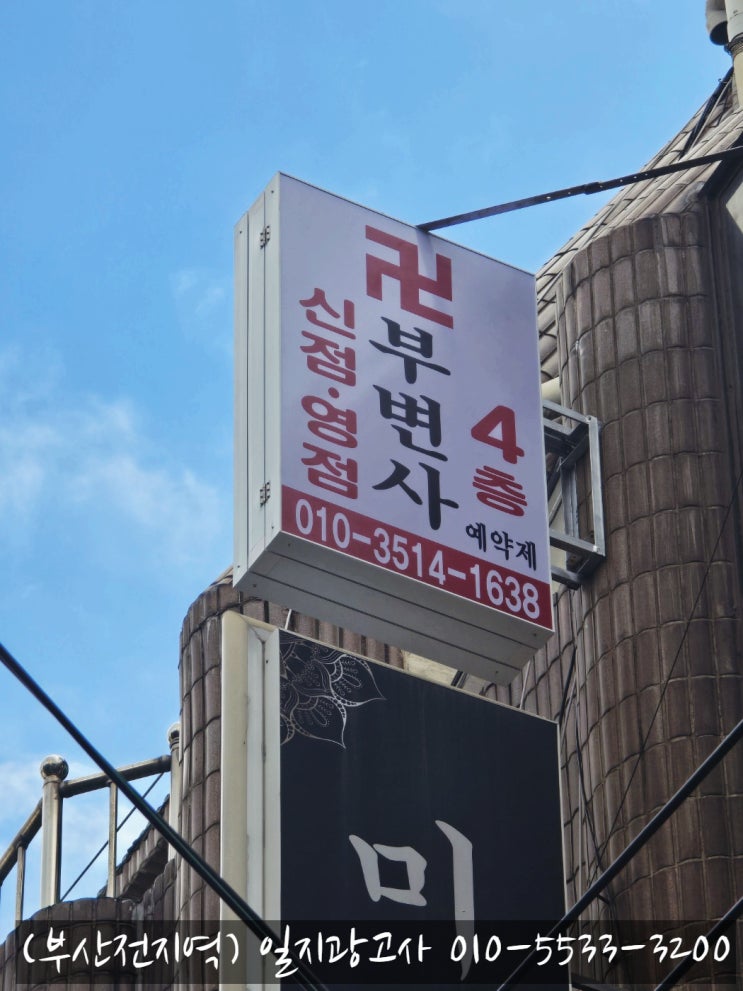 卍
신점·영점
부변사
4층
예약제
010-3514-1638
미
(부산전지역) 일지광고사 010-5533-3200